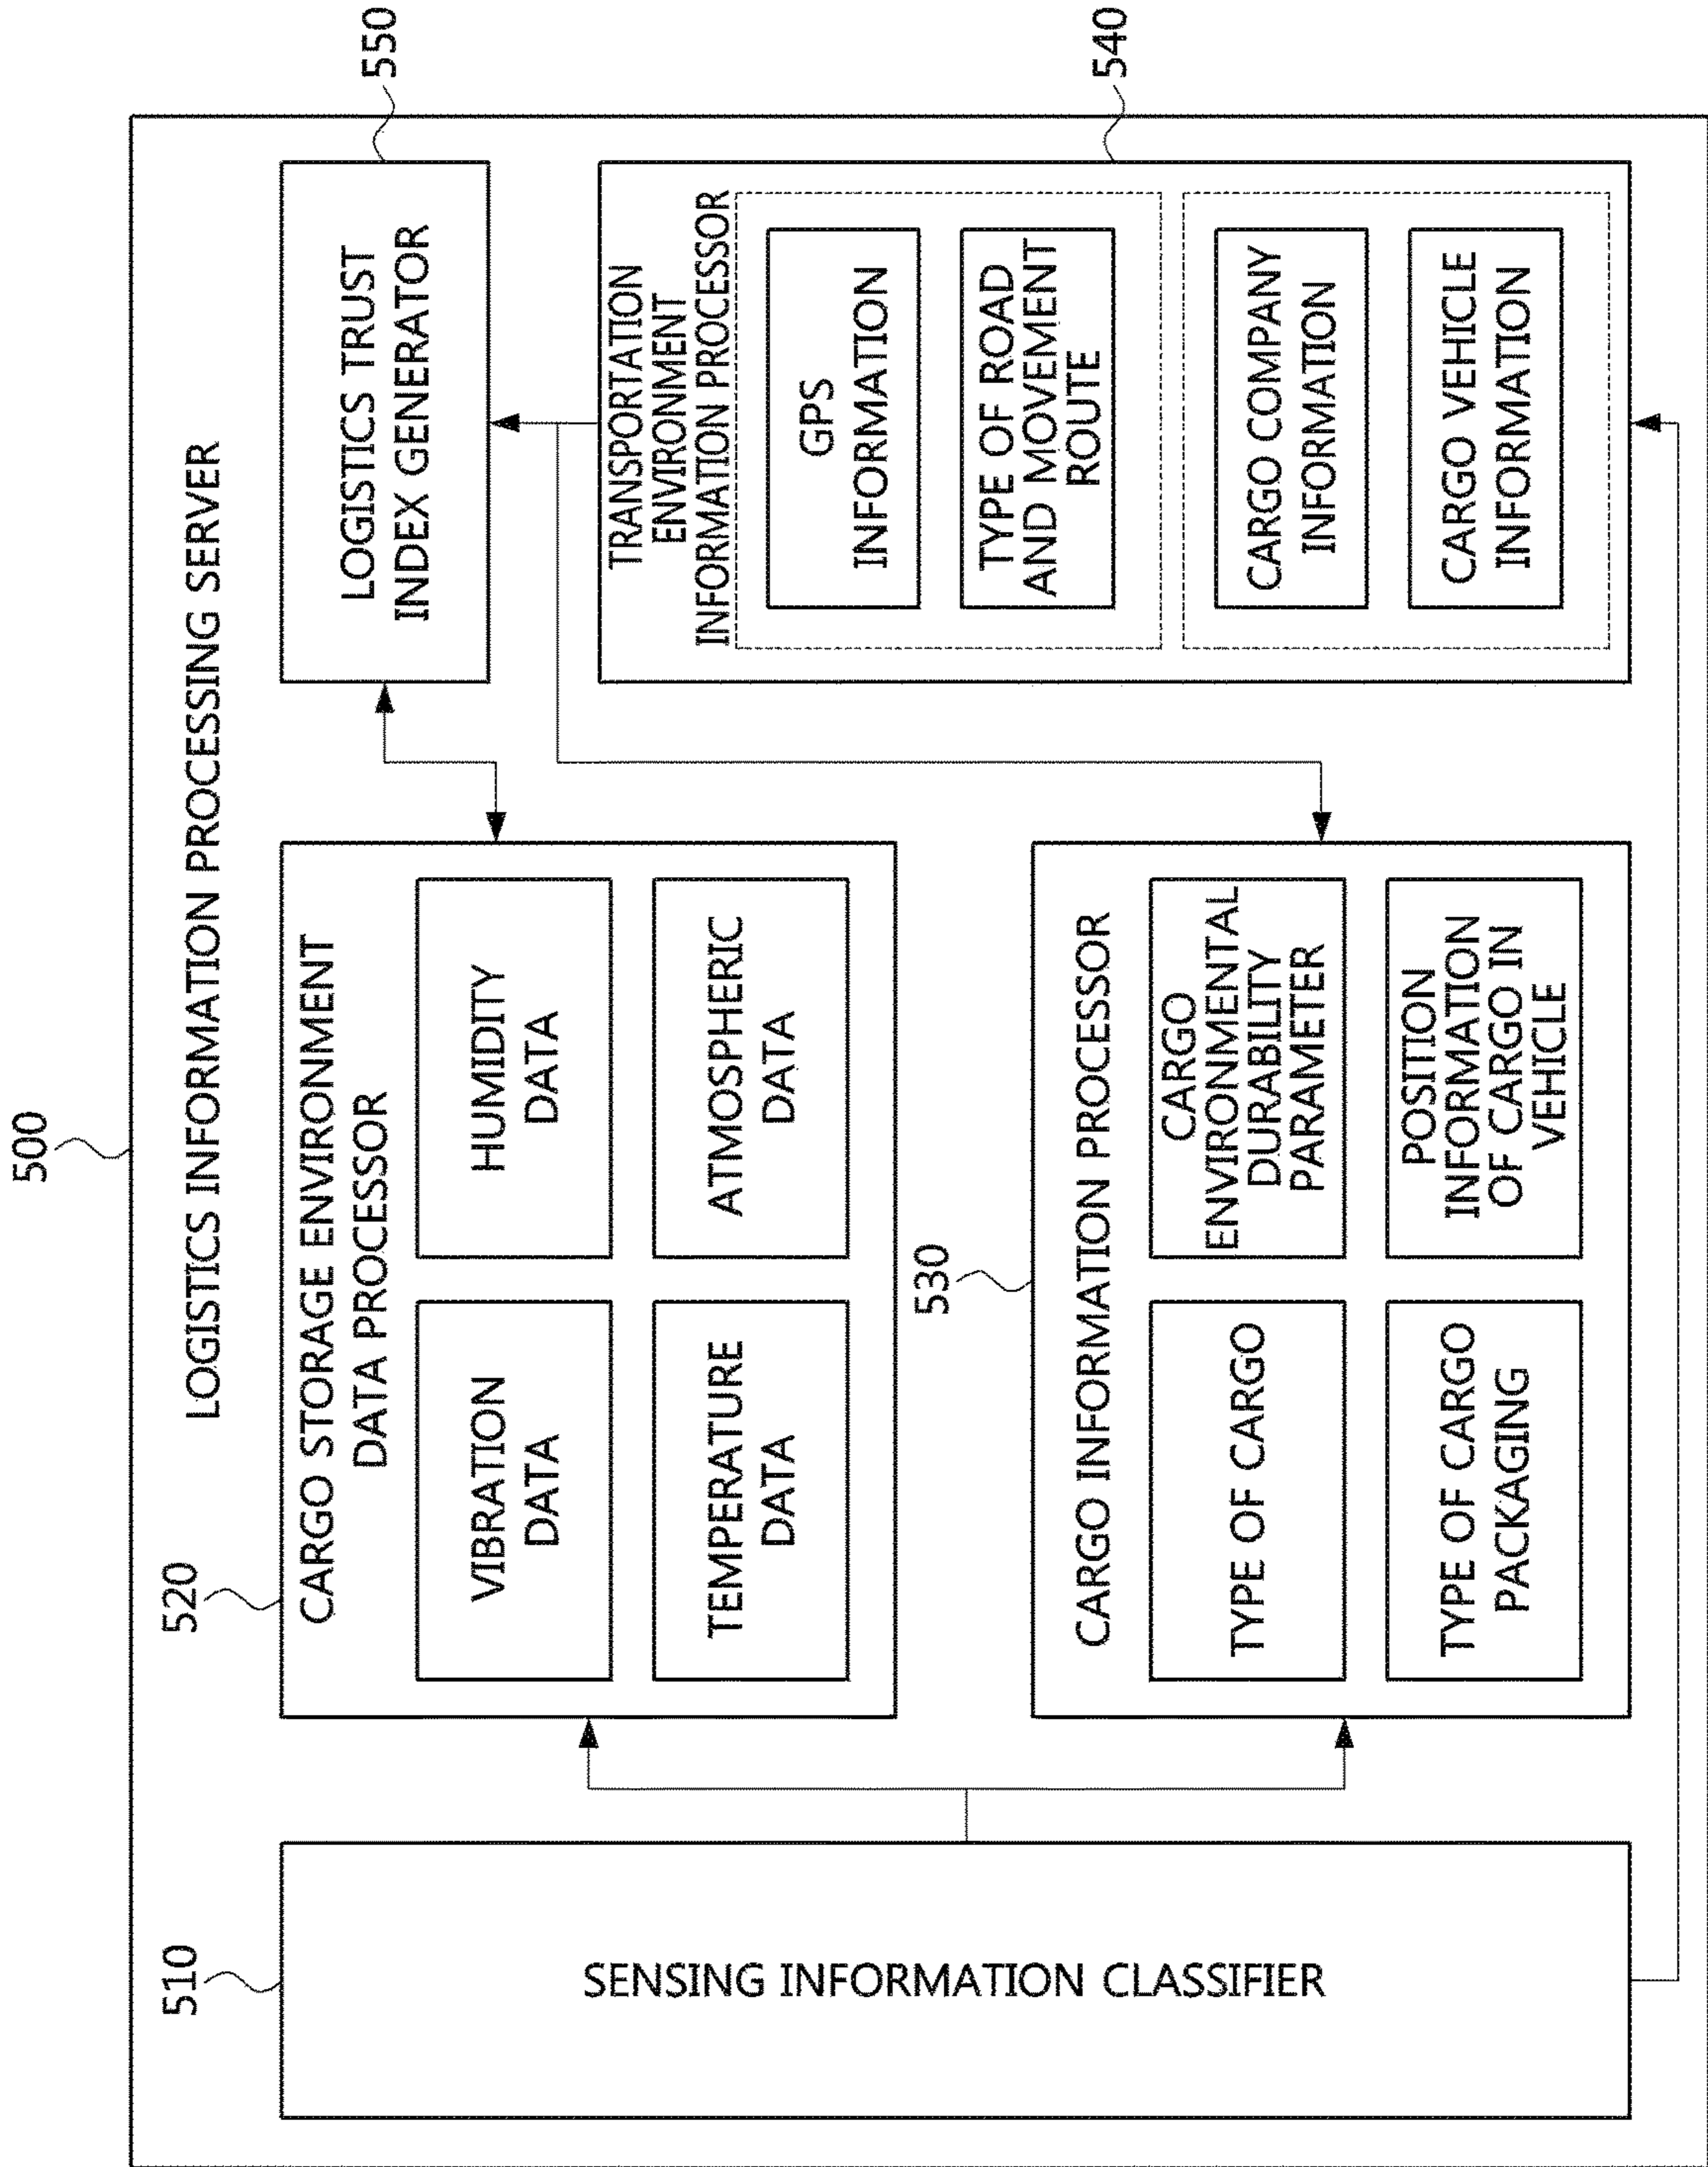 500
LOGISTICS INFORMATION PROCESSING SERVER
510
SENSING INFORMATION CLASSIFIER
520
CARGO STORAGE ENVIRONMENT
DATA PROCESSOR
VIBRATION
DATA
HUMIDITY
DATA
TEMPERATURE
DATA
ATMOSPHERIC
DATA
530
CARGO INFORMATION PROCESSOR
TYPE OF CARGO
CARGO
ENVIRONMENTAL
DURABILITY
PARAMETER
TYPE OF CARGO
PACKAGING
POSITION
INFORMATION
OF CARGO IN
VEHICLE
550
LOGISTICS TRUST
INDEX GENERATOR
540
TRANSPORTATION
ENVIRONMENT
INFORMATION PROCESSOR
GPS
INFORMATION
TYPE OF ROAD
AND MOVEMENT
ROUTE
CARGO COMPANY
INFORMATION
CARGO VEHICLE
INFORMATION